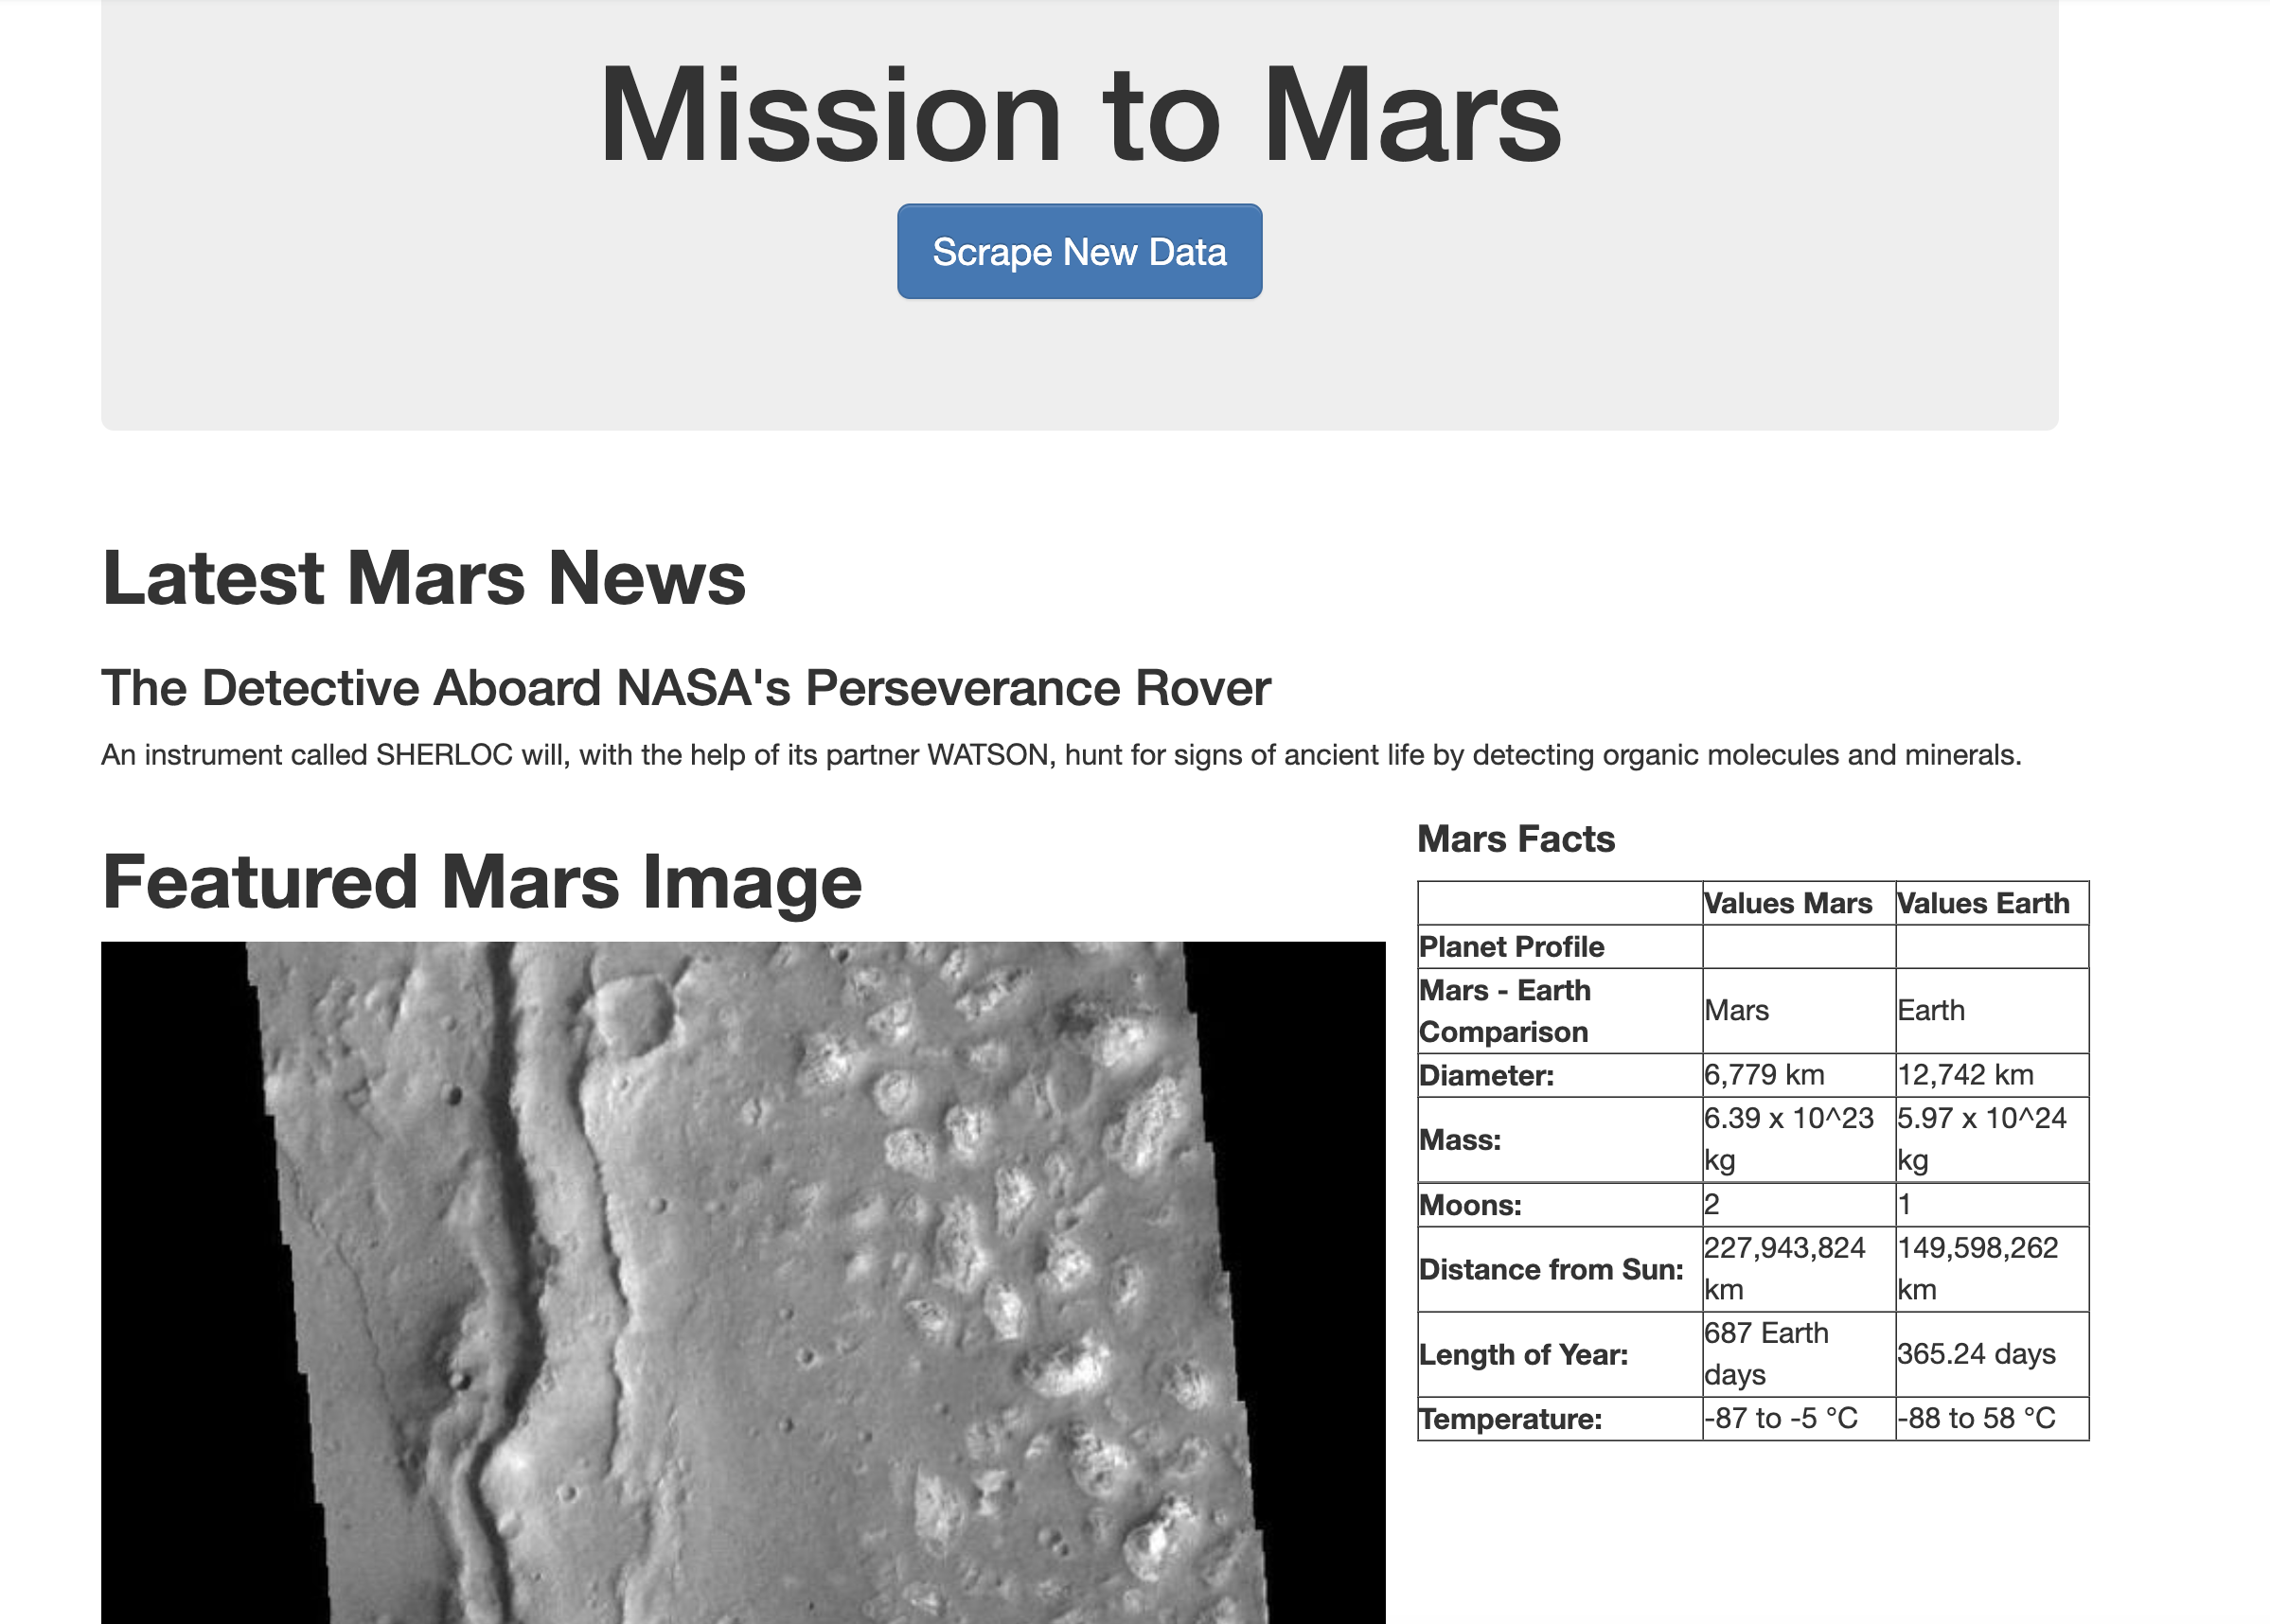 Mission to Mars
Scrape New Data
Latest Mars News
The Detective Aboard NASA's Perseverance Rover
An instrument called SHERLOC will, with the help of its partner WATSON, hunt for signs of ancient life by detecting organic molecules and minerals.
Featured Mars Image
Mars Facts
Values Mars Values Earth
Planet Profile
Mars - Earth
Comparison
Mars Earth
Diameter: 6,779 km 12,742 km
Mass:
6.39 x 10^23
kg
5.97 x 10^24
kg
Moons: 2 1
Distance from Sun:
227,943,824
km
149,598,262
km
Length of Year:
687 Earth
days
365.24 days
Temperature: -87 to -5 °C -88 to 58 °C